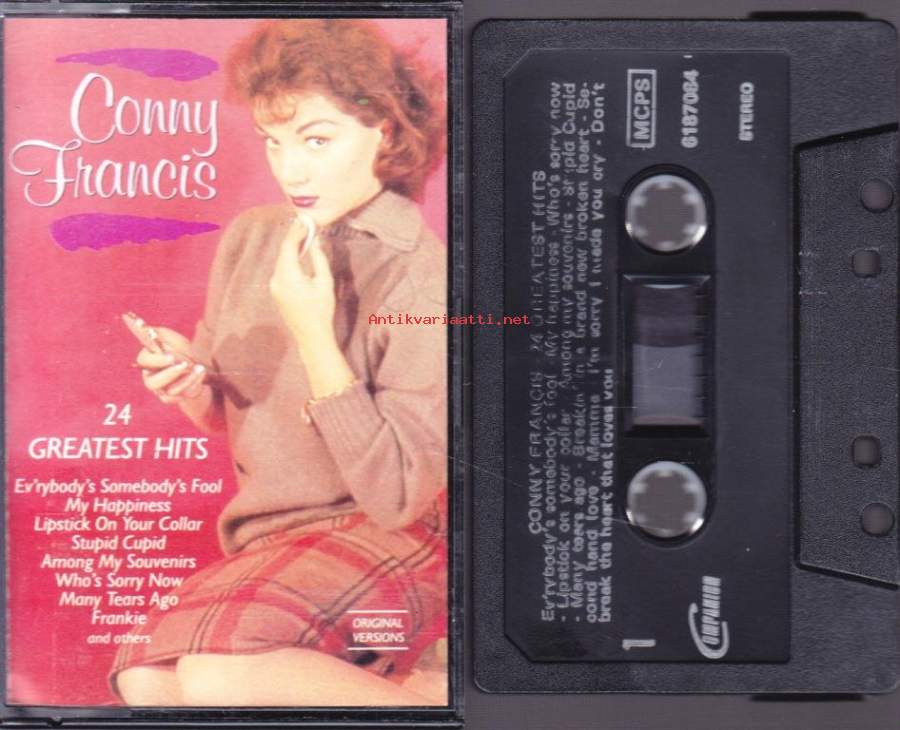 Conny
Francis
24
GREATEST HITS
Ev'rybody's Somebody's Fool
My Happiness
Lipstick On Your Collar
Stupid Cupid
Among My Souvenirs
Who's Sorry Now
Many Tears Ago
Frankie
and others
ORIGINAL
VERSIONS
Antikvariaatti.net
MCPS
6187084
STEREO
CONNY FRANCIS 24 GREATEST HITS
Ev'rybody's somebody's fool - My happiness - Who's sorry now
- Lipstick on your collar - Among my souvenirs - Stupid Cupid
- Many tears ago - Breakin' in a brand new broken heart - Se-
cond hand love - Mamma - I'm sorry I made you cry - Don't
break the heart that loves you
1
COMPANION